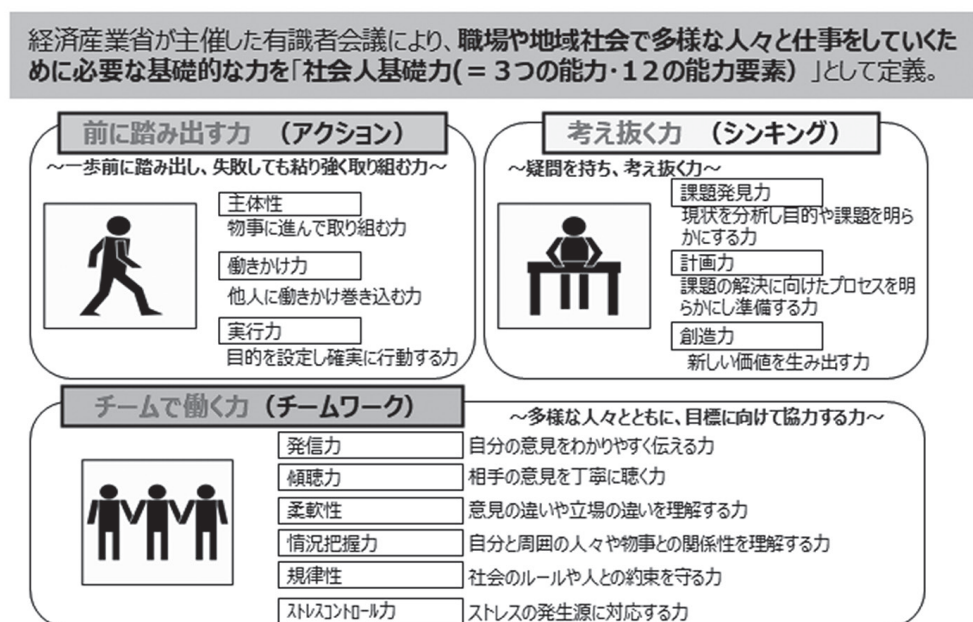 経済産業省が主催した有識者会議により、職場や地域社会で多様な人々と仕事をしていくた
めに必要な基礎的な力を「社会人基礎力(＝３つの能力・１２の能力要素）」として定義。
前に踏み出す力　（アクション）
～一歩前に踏み出し、失敗しても粘り強く取り組む力～
主体性
物事に進んで取り組む力
働きかけ力
他人に働きかけ巻き込む力
実行力
目的を設定し確実に行動する力
考え抜く力　（シンキング）
～疑問を持ち、考え抜く力～
課題発見力
現状を分析し目的や課題を明ら
かにする力
計画力
課題の解決に向けたプロセスを明
らかにし準備する力
創造力
新しい価値を生み出す力
チームで働く力　（チームワーク）
～多様な人々とともに、目標に向けて協力する力～
発信力　自分の意見をわかりやすく伝える力
傾聴力　相手の意見を丁寧に聴く力
柔軟性　意見の違いや立場の違いを理解する力
情況把握力　自分と周囲の人々や物事との関係性を理解する力
規律性　社会のルールや人との約束を守る力
ｽﾄﾚｽｺﾝﾄﾛｰﾙ力　ストレスの発生源に対応する力